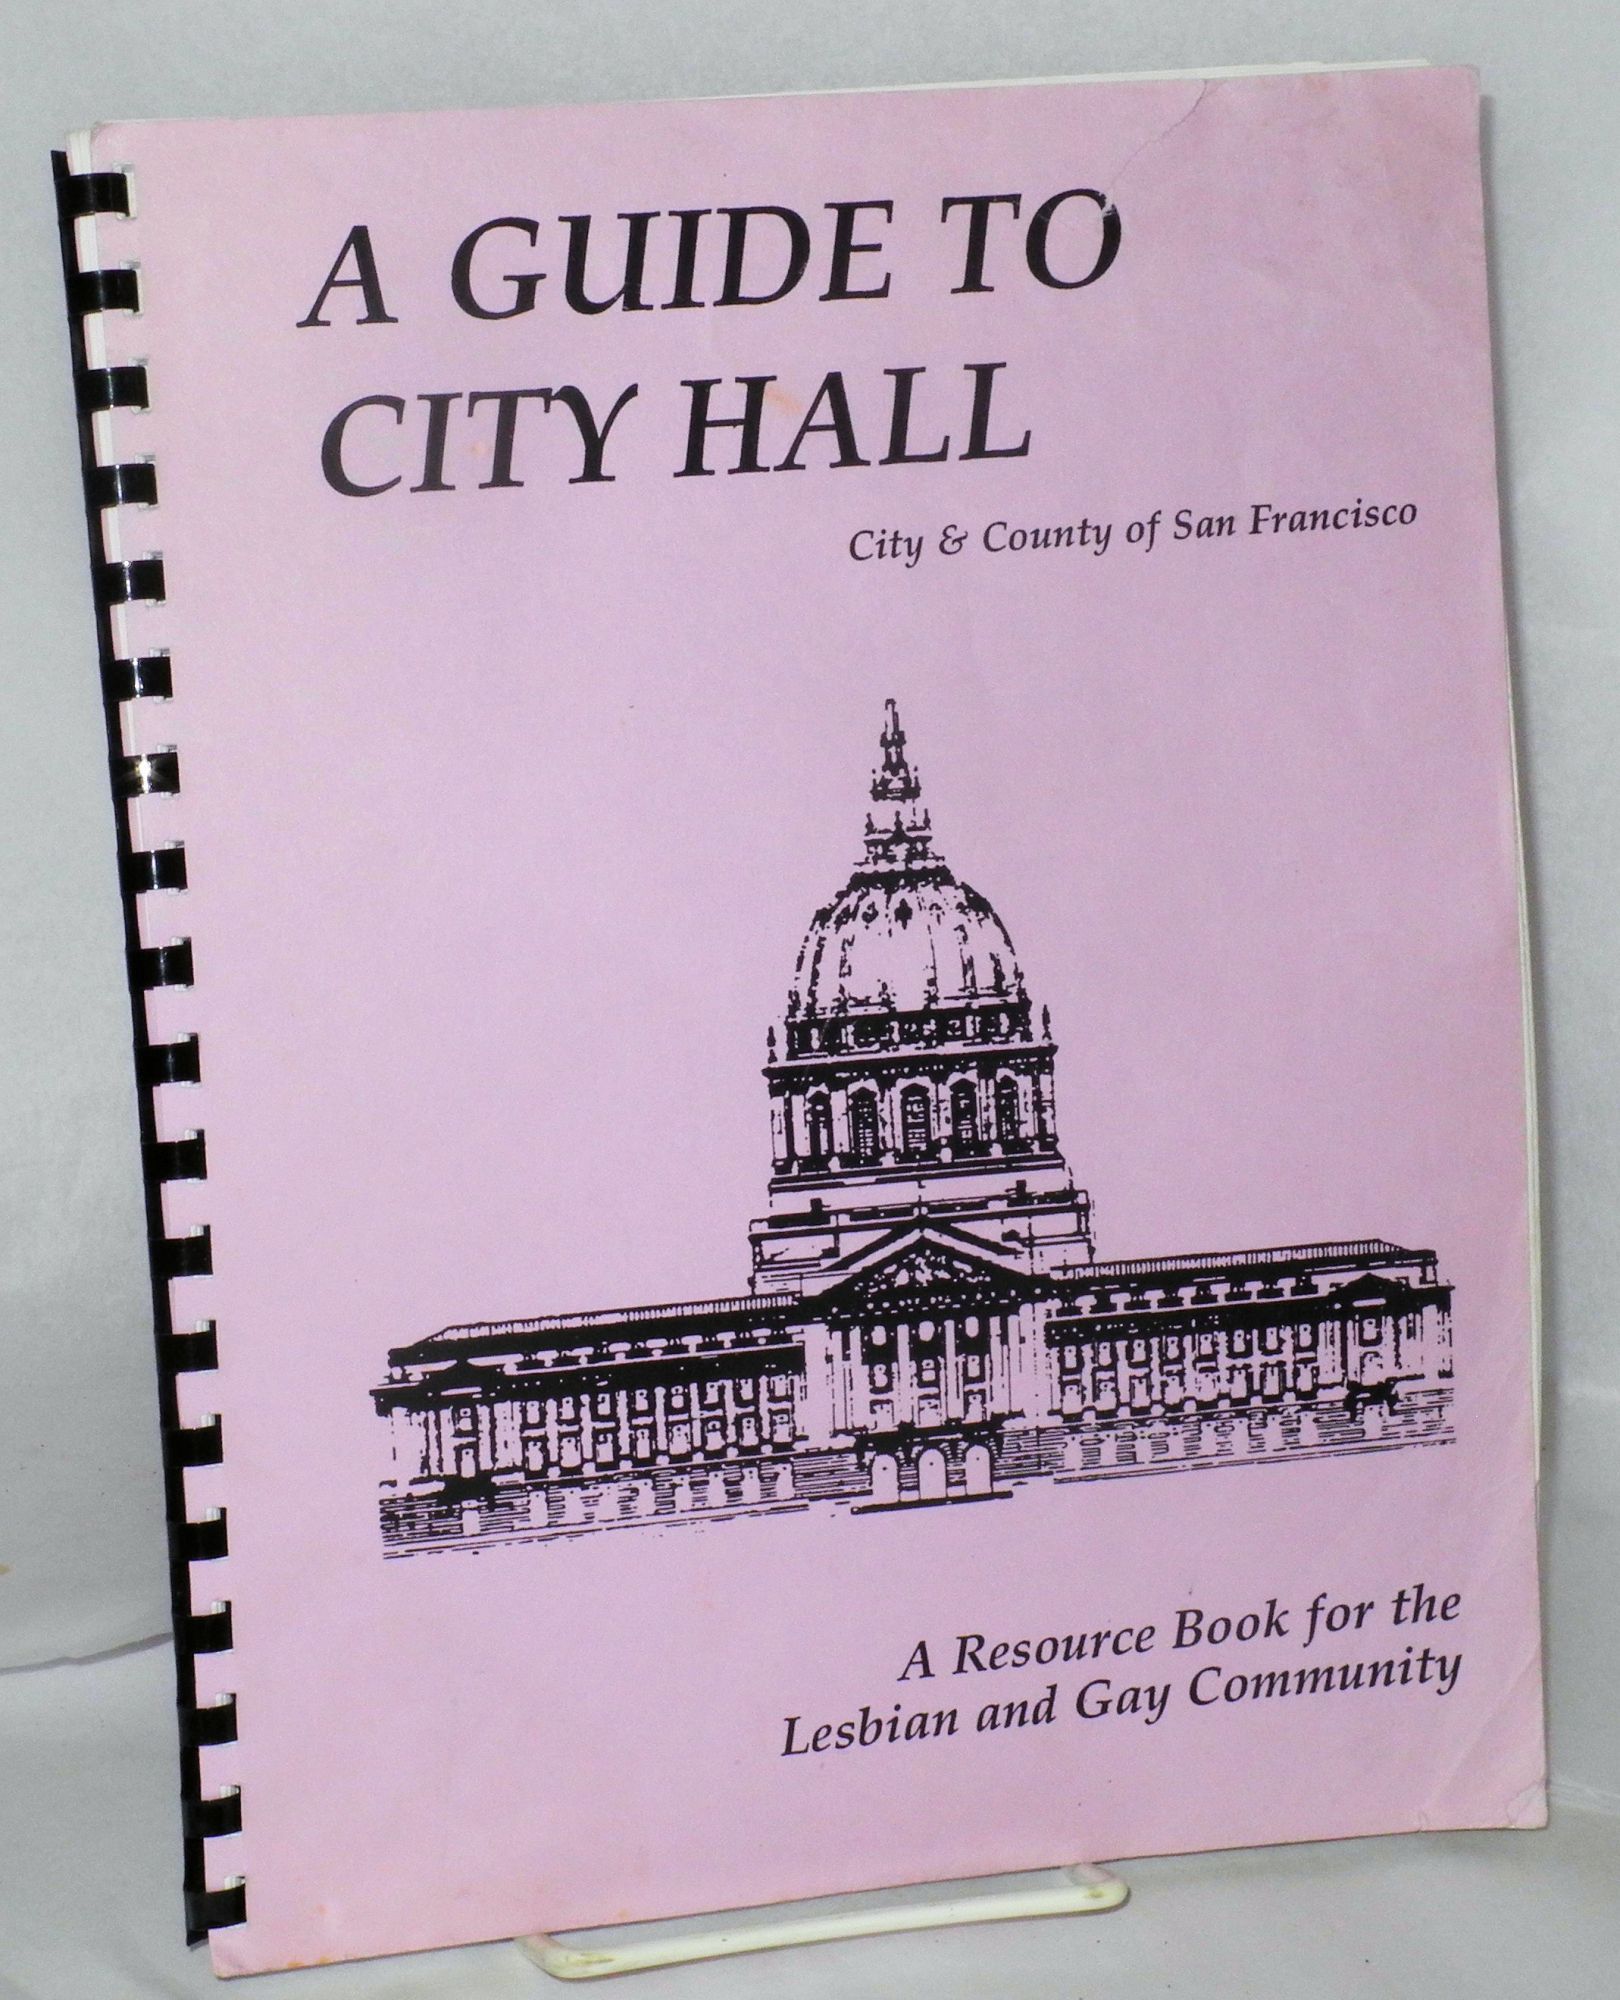 A GUIDE TO
CITY HALL
City & County of San Francisco
A Resource Book for the
Lesbian and Gay Community